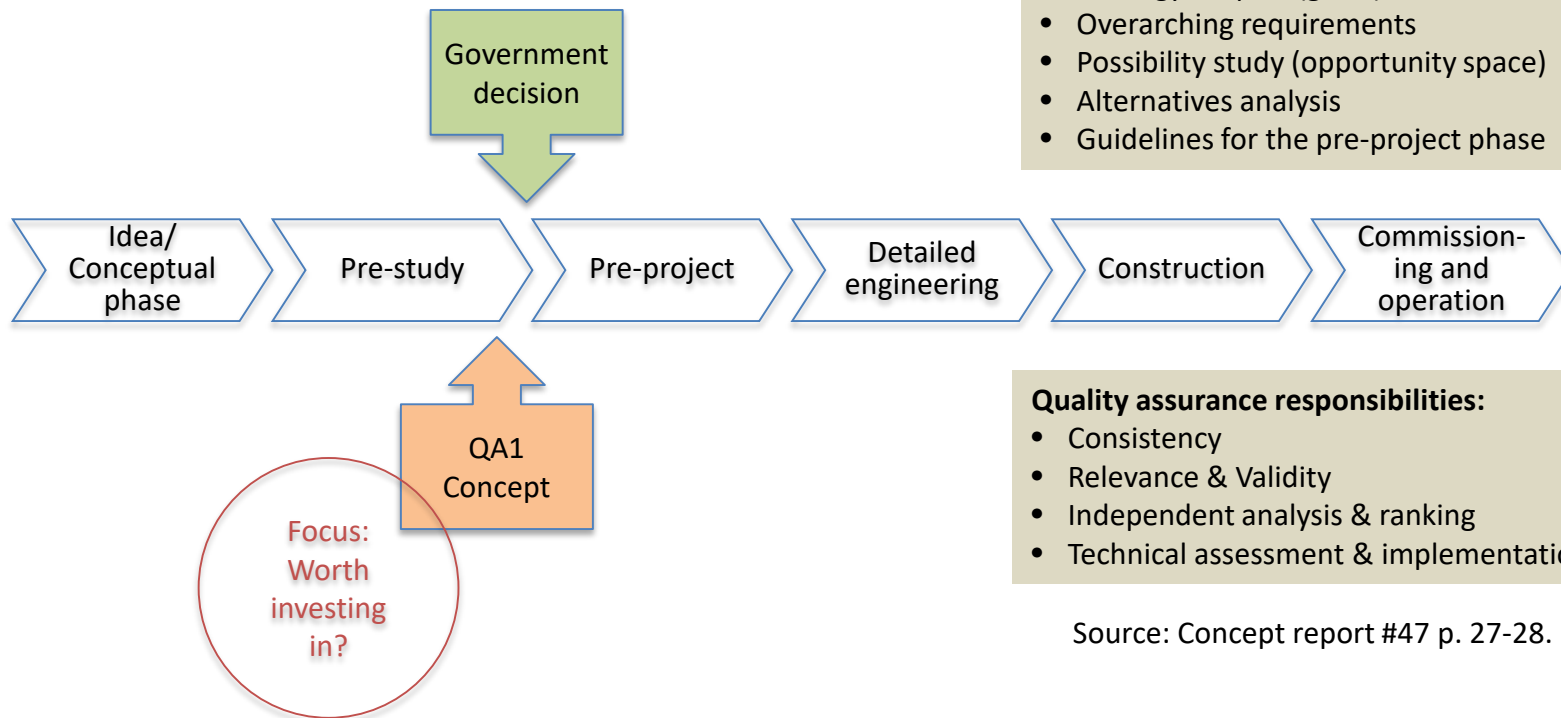 • Overarching requirements
• Possibility study (opportunity space)
• Alternatives analysis
• Guidelines for the pre-project phase
Government
decision
Idea/
Conceptual
phase
Pre-study
Pre-project
Detailed
engineering
Construction
Commission-
ing and
operation
QA1
Concept
Focus:
Worth
investing
in?
Quality assurance responsibilities:
• Consistency
• Relevance & Validity
• Independent analysis & ranking
• Technical assessment &
Source: Concept report #47 p. 27-28.